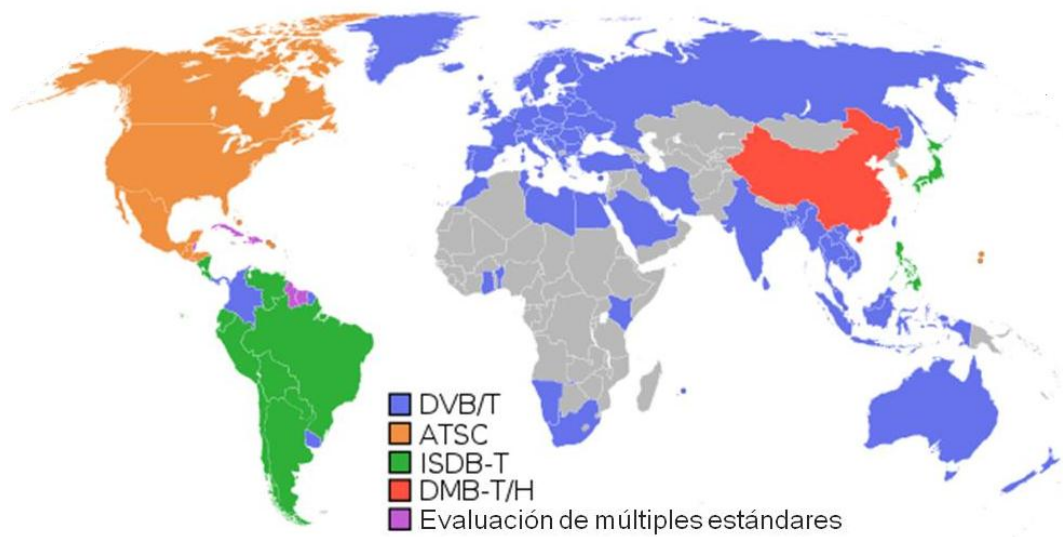 DVB/T
ATSC
ISDB-T
DMB-T/H
Evaluación de múltiples estándares